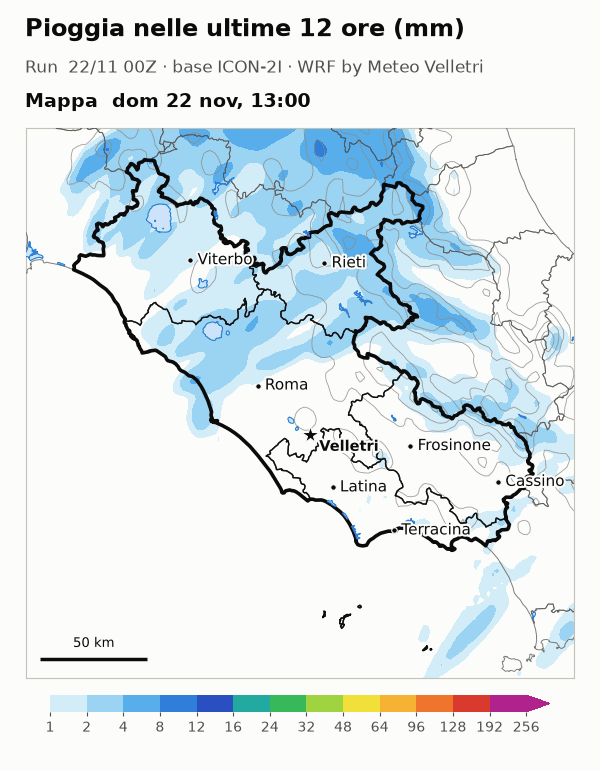 Pioggia nelle ultime 12 ore (mm)
Run  22/11 00Z · base ICON-2I · WRF by Meteo Velletri
Mappa  dom 22 nov, 13:00
Viterbo
Rieti
Roma
Velletri
Frosinone
Cassino
Latina
Terracina
50 km
1 2 4 8 12 16 24 32 48 64 96 128 192 256